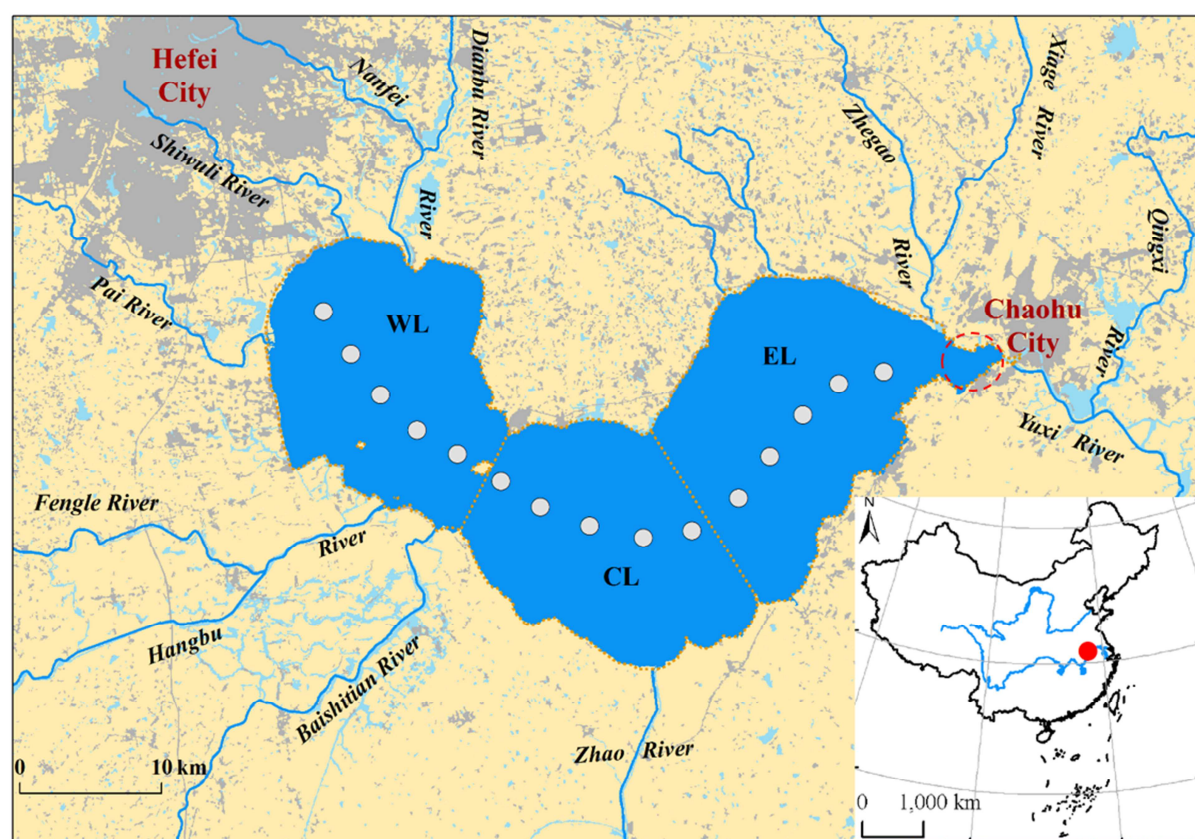 Hefei
City
Nanfei
River
Dianbu River
Shiwuli River
Pai River
Zhegao
River
Xiage River
Qingxi
River
Chaohu
City
Yuxi River
WL
EL
CL
Fengle River
Hangbu
River
Baishitian River
Zhao River
0 10 km
N
0 1,000 km